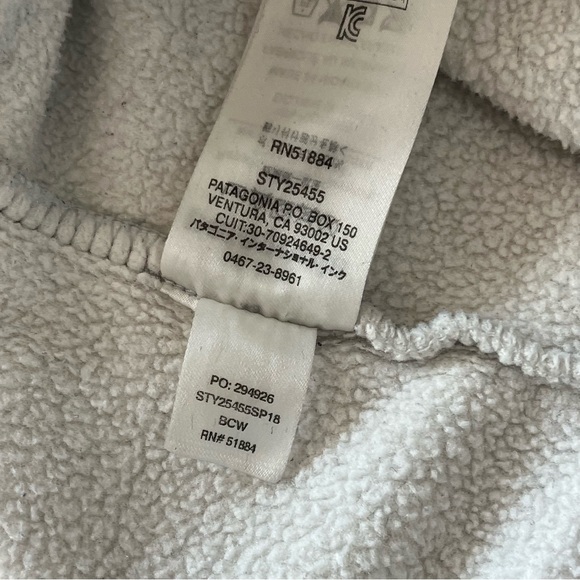 RN51884
STY25455
PATAGONIA P.O. BOX 150
VENTURA, CA 93002 US
CUIT:30-70924649-2
パタゴニア・インターナショナル・インク
0467-23-8961
PO: 294926
STY25455SP18
BCW
RN# 51884